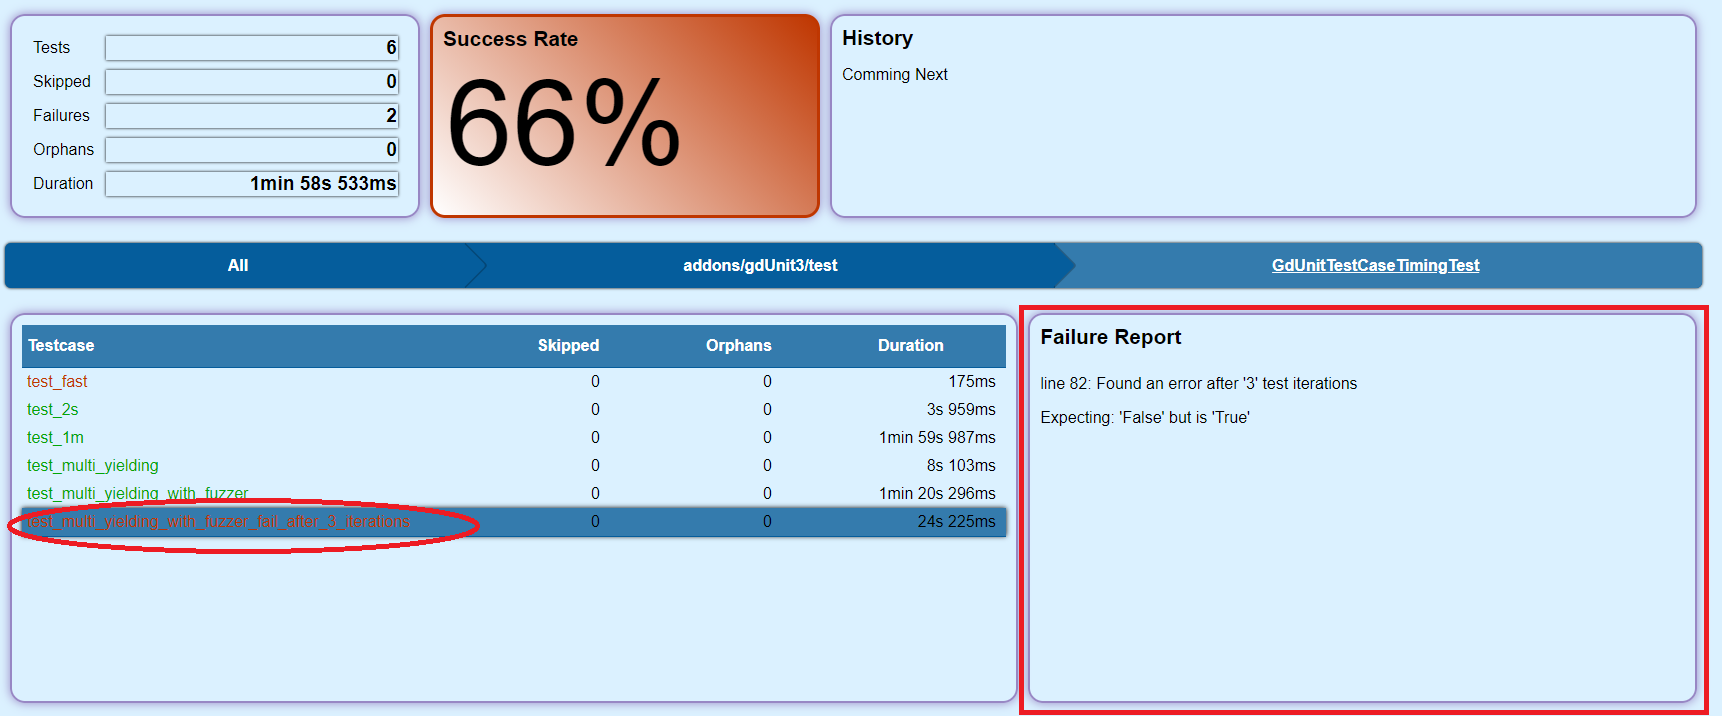 Tests 6
Skipped 0
Failures 2
Orphans 0
Duration 1min 58s 533ms
Success Rate
66%
History
Comming Next
All addons/gdUnit3/test GdUnitTestCaseTimingTest
Testcase Skipped Orphans Duration
test_fast 0 0 175ms
test_2s 0 0 3s 959ms
test_1m 0 0 1min 59s 987ms
test_multi_yielding 0 0 8s 103ms
test_multi_yielding_with_fuzzer 0 0 1min 20s 296ms
test_multi_yielding_with_fuzzer_fail_after_3_iterations 0 0 24s 225ms
Failure Report
line 82: Found an error after '3' test iterations
Expecting: 'False' but is 'True'